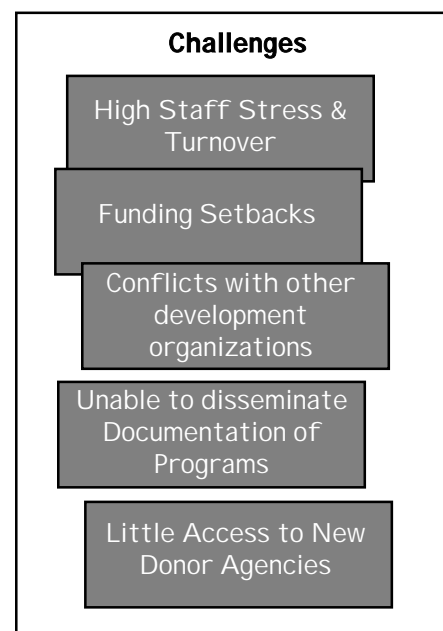 Challenges
High Staff Stress &
Turnover
Funding Setbacks
Conflicts with other
development
organizations
Unable to disseminate
Documentation of
Programs
Little Access to New
Donor Agencies